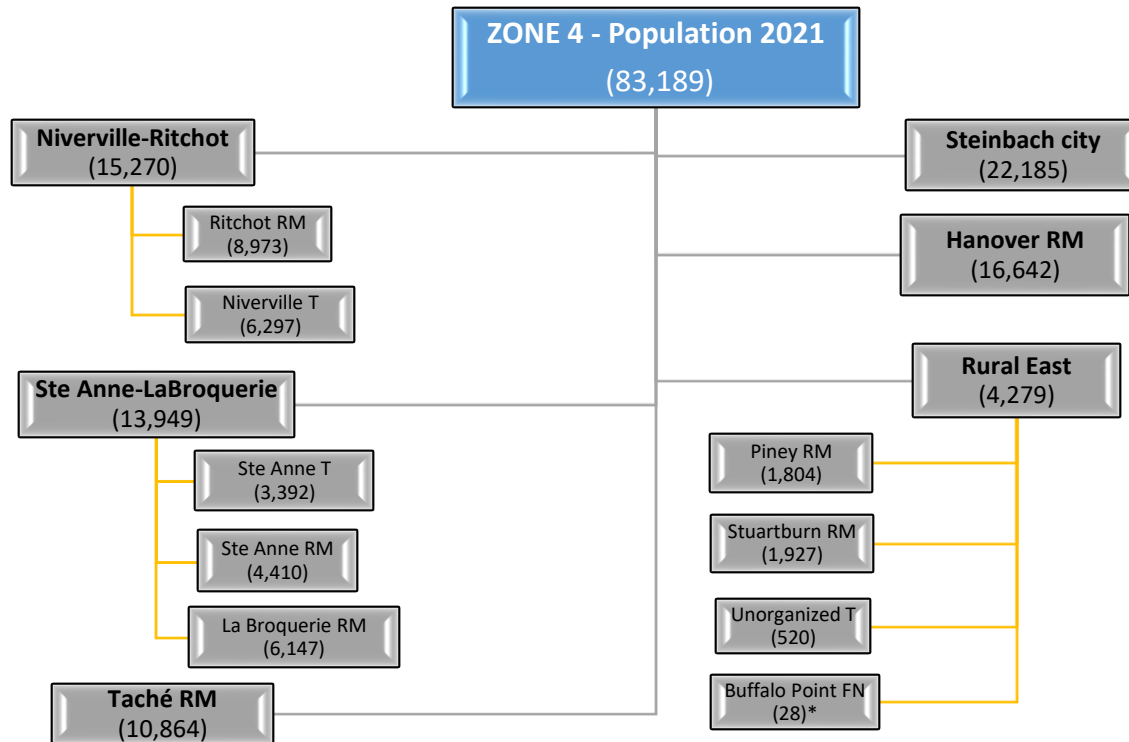 ZONE 4 - Population 2021
(83,189)
Niverville-Ritchot
(15,270)
Ritchot RM
(8,973)
Niverville T
(6,297)
Ste Anne-LaBroquerie
(13,949)
Ste Anne T
(3,392)
Ste Anne RM
(4,410)
La Broquerie RM
(6,147)
Taché RM
(10,864)
Steinbach city
(22,185)
Hanover RM
(16,642)
Rural East
(4,279)
Piney RM
(1,804)
Stuartburn RM
(1,927)
Unorganized T
(520)
Buffalo Point FN
(28)*